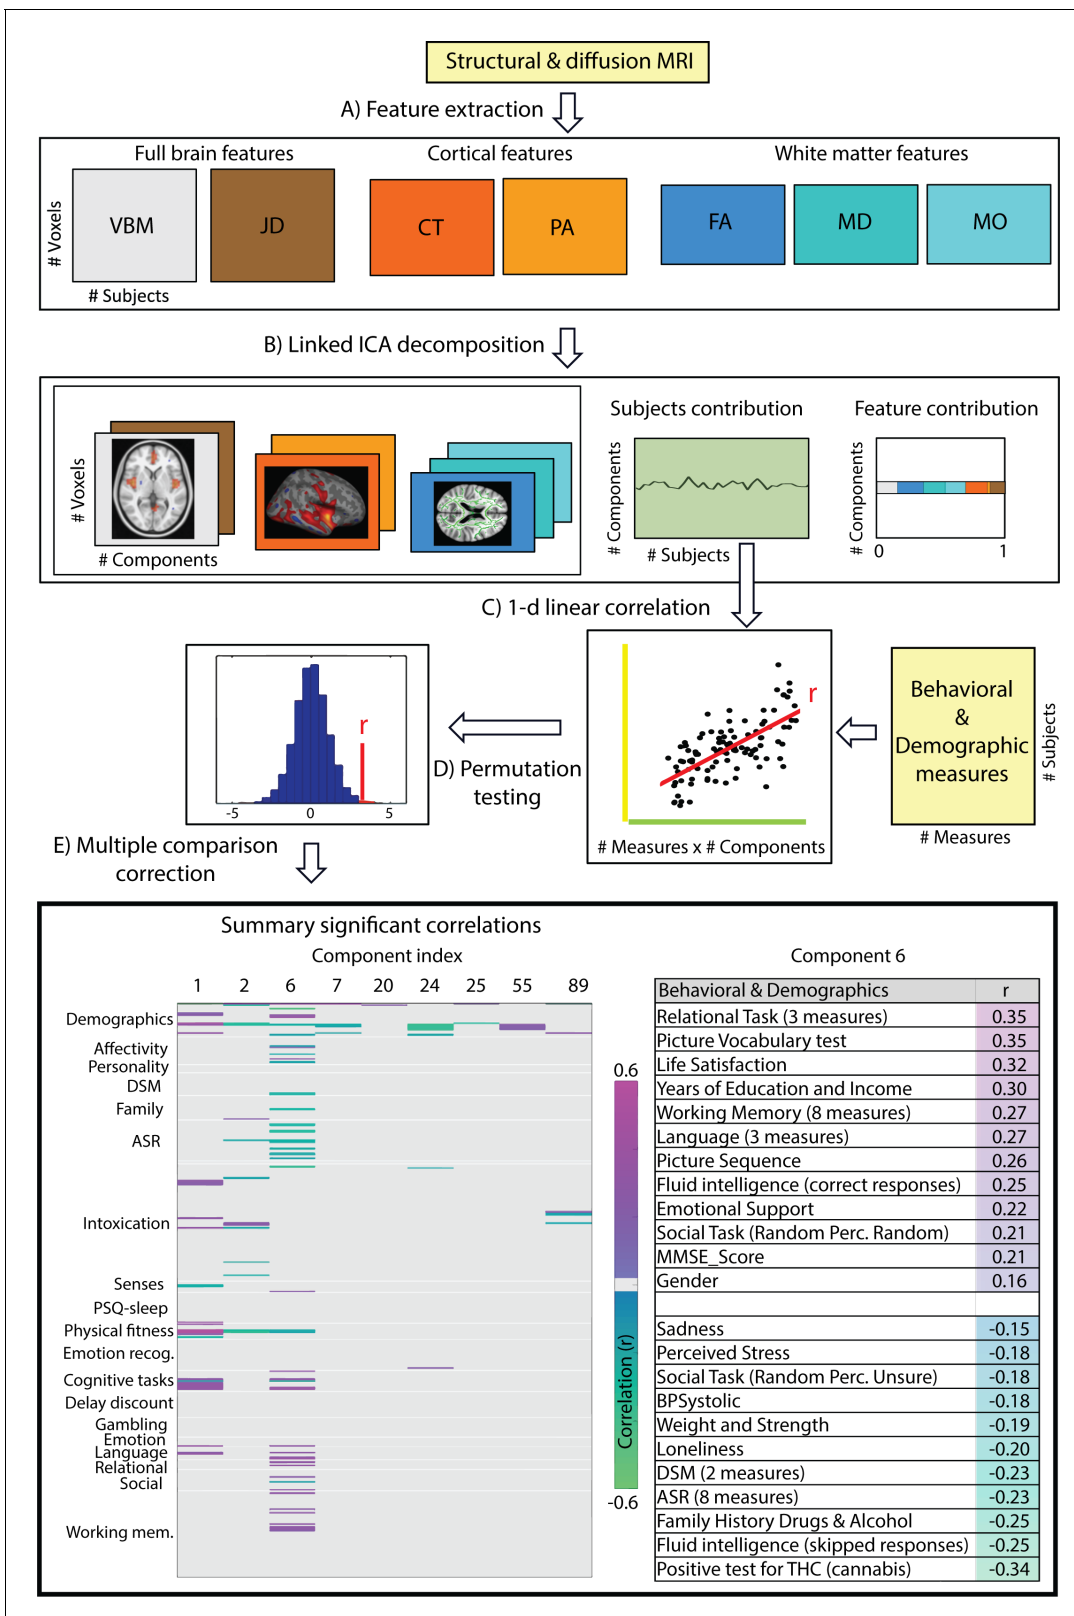 Structural & diffusion MRI
A) Feature extraction
Full brain features
Cortical features
White matter features
# Voxels
VBM
JD
CT
PA
FA
MD
MO
# Subjects
B) Linked ICA decomposition
# Voxels
# Components
Subjects contribution
# Components
# Subjects
Feature contribution
# Components
0
1
C) 1-d linear correlation
r
-5
0
5
D) Permutation
testing
r
# Measures x # Components
Behavioral
&
Demographic
measures
# Subjects
# Measures
E) Multiple comparison
correction
Summary significant correlations
Component index
1 2 6 7 20 24 25 55 89
Demographics
Affectivity
Personality
DSM
Family
ASR
Intoxication
Senses
PSQ-sleep
Physical fitness
Emotion recog.
Cognitive tasks
Delay discount
Gambling
Emotion
Language
Relational
Social
Working mem.
0.6
Correlation (r)
-0.6
Component 6
Behavioral & Demographics r
Relational Task (3 measures) 0.35
Picture Vocabulary test 0.35
Life Satisfaction 0.32
Years of Education and Income 0.30
Working Memory (8 measures) 0.27
Language (3 measures) 0.27
Picture Sequence 0.26
Fluid intelligence (correct responses) 0.25
Emotional Support 0.22
Social Task (Random Perc. Random) 0.21
MMSE_Score 0.21
Gender 0.16
Sadness -0.15
Perceived Stress -0.18
Social Task (Random Perc. Unsure) -0.18
BPSystolic -0.18
Weight and Strength -0.19
Loneliness -0.20
DSM (2 measures) -0.23
ASR (8 measures) -0.23
Family History Drugs & Alcohol -0.25
Fluid intelligence (skipped responses) -0.25
Positive test for THC (cannabis) -0.34